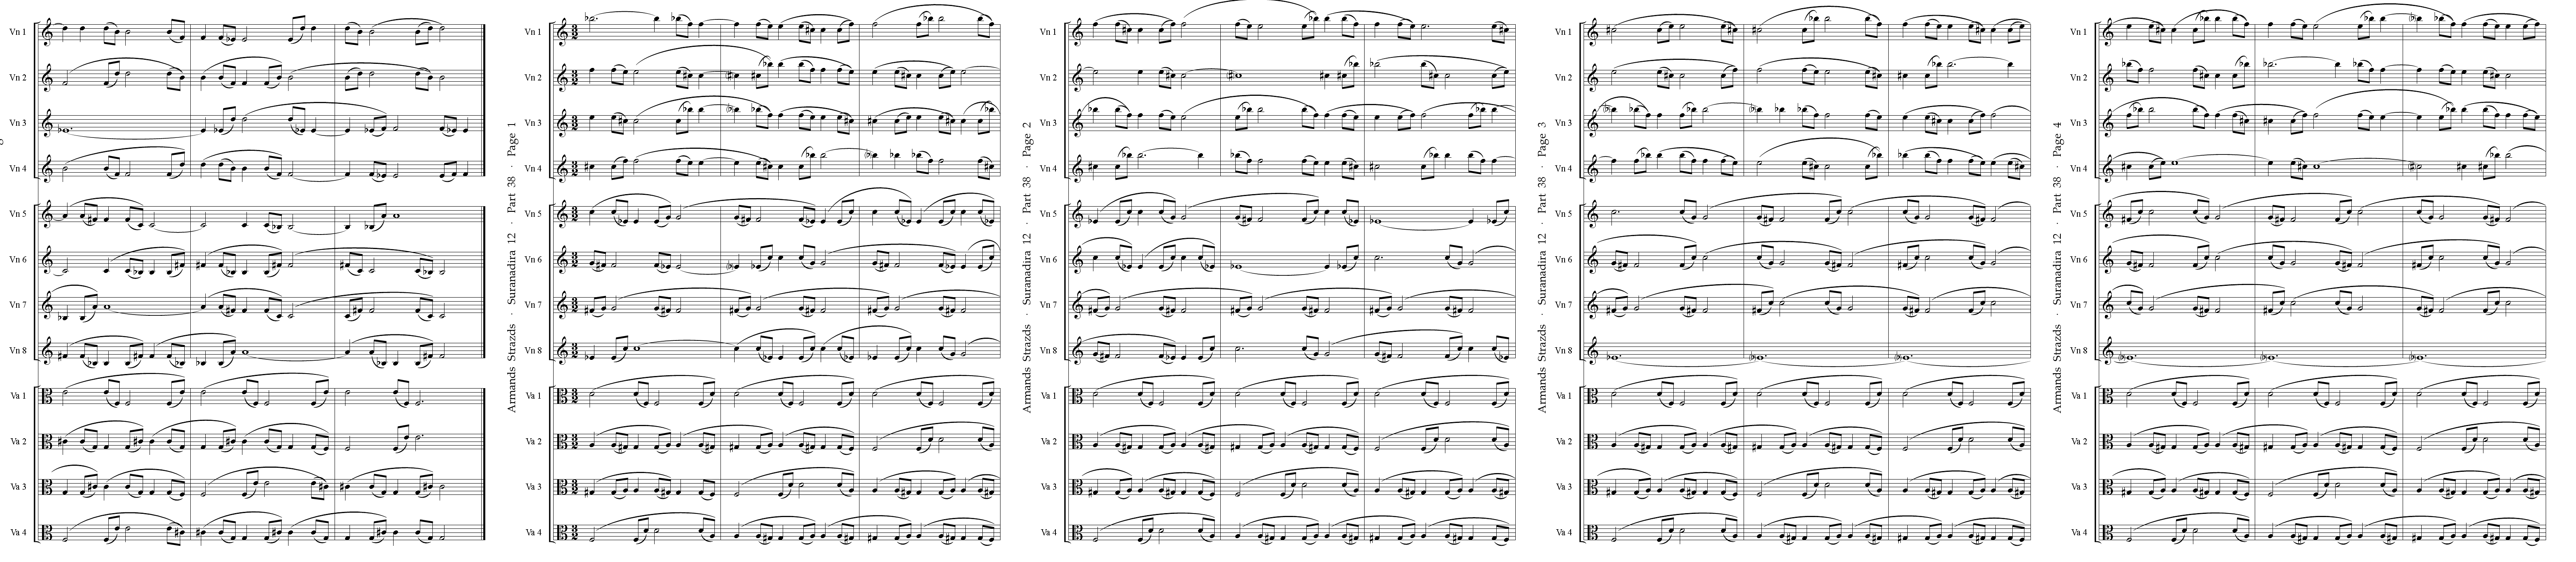 Vn 1
Vn 2
Vn 3
Vn 4
Vn 5
Vn 6
Vn 7
Vn 8
Va 1
Va 2
Va 3
Va 4
Armands Strazds · Suranadira 12 · Part 38 · Page 1
Vn 1
Vn 2
Vn 3
Vn 4
Vn 5
Vn 6
Vn 7
Vn 8
Va 1
Va 2
Va 3
Va 4
Armands Strazds · Suranadira 12 · Part 38 · Page 2
Vn 1
Vn 2
Vn 3
Vn 4
Vn 5
Vn 6
Vn 7
Vn 8
Va 1
Va 2
Va 3
Va 4
Armands Strazds · Suranadira 12 · Part 38 · Page 3
Vn 1
Vn 2
Vn 3
Vn 4
Vn 5
Vn 6
Vn 7
Vn 8
Va 1
Va 2
Va 3
Va 4
Armands Strazds · Suranadira 12 · Part 38 · Page 4
Vn 1
Vn 2
Vn 3
Vn 4
Vn 5
Vn 6
Vn 7
Vn 8
Va 1
Va 2
Va 3
Va 4